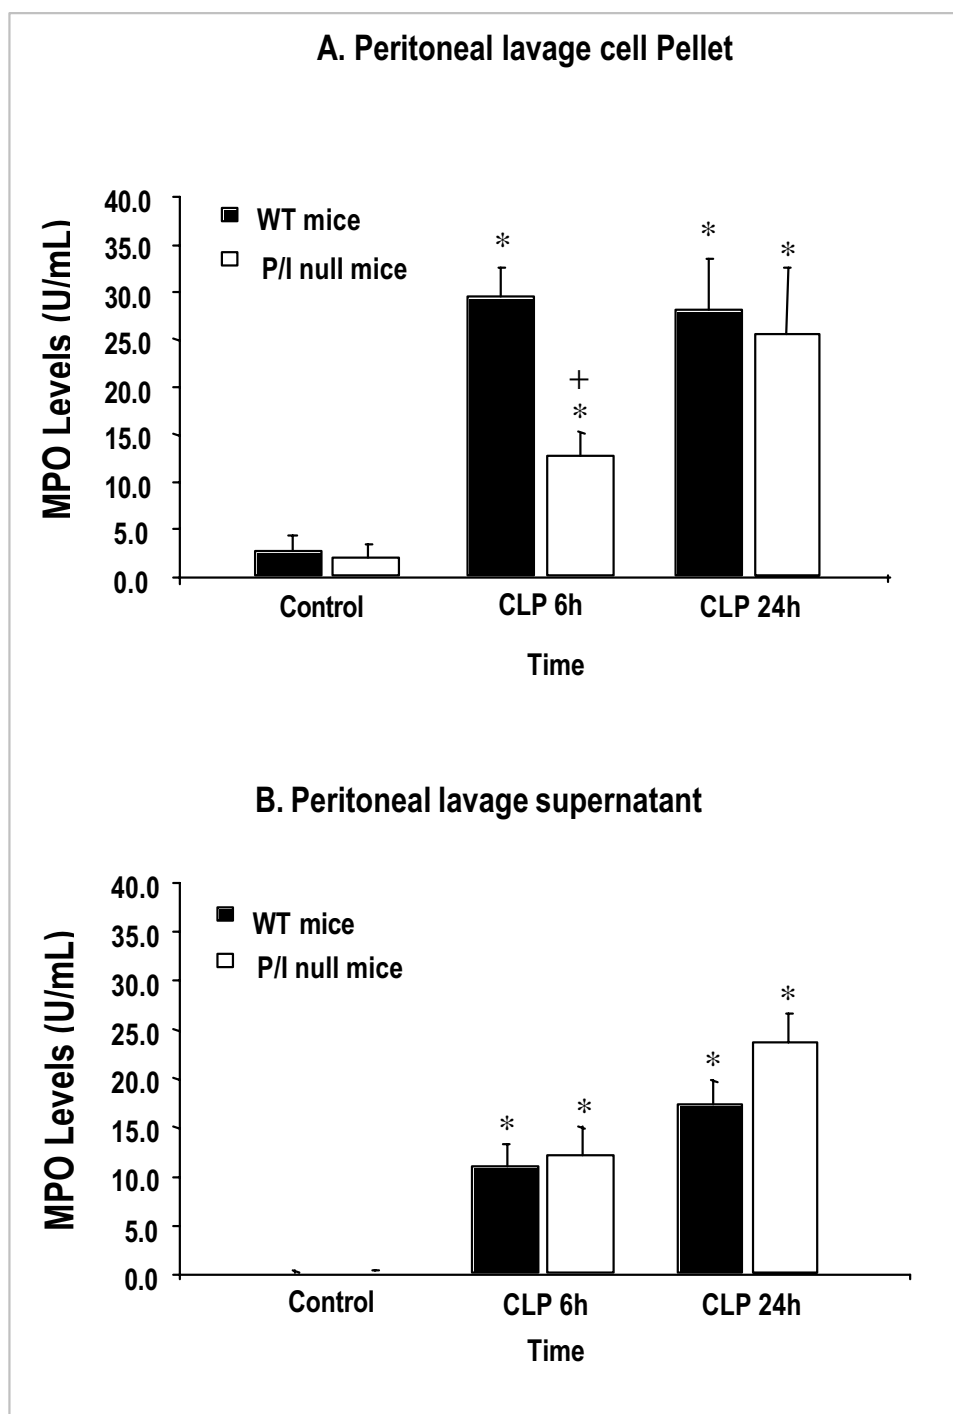 A. Peritoneal lavage cell Pellet
40.0
35.0
30.0
25.0
20.0
15.0
10.0
5.0
0.0
MPO Levels (U/mL)
WT mice
P/I null mice
*
*
*
+
*
Control
CLP 6h
CLP 24h
Time
B. Peritoneal lavage supernatant
40.0
35.0
30.0
25.0
20.0
15.0
10.0
5.0
0.0
MPO Levels (U/mL)
WT mice
P/I null mice
*
*
*
*
Control
CLP 6h
CLP 24h
Time